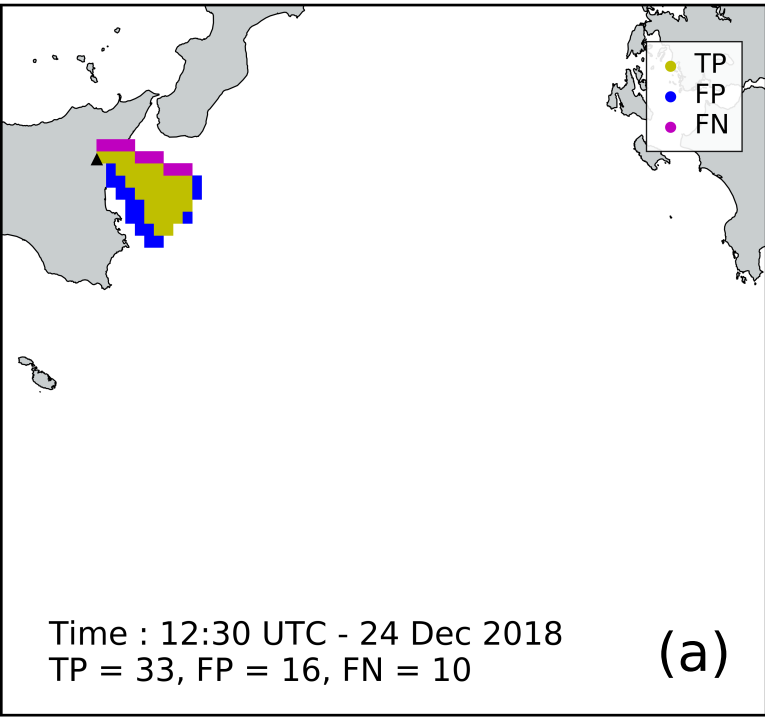 TP
FP
FN
Time : 12:30 UTC - 24 Dec 2018
TP = 33, FP = 16, FN = 10
(a)